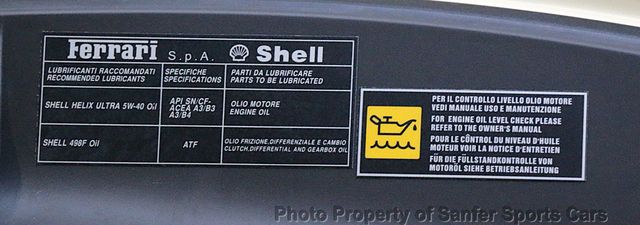 Ferrari S.p.A. Shell
LUBRIFICANTI RACCOMANDATI
RECOMMENDED LUBRICANTS
SPECIFICHE
SPECIFICATIONS
PARTI DA LUBRIFICARE
PARTS TO BE LUBRICATED
SHELL HELIX ULTRA 5W-40 Oil
API SN/CF-
ACEA A3/B3
A3/B4
OLIO MOTORE
ENGINE OIL
SHELL 498F Oil
ATF
OLIO FRIZIONE,DIFFERENZIALE E CAMBIO
CLUTCH,DIFFERENTIAL AND GEARBOX OIL
PER IL CONTROLLO LIVELLO OLIO MOTORE
VEDI MANUALE USO E MANUTENZIONE
FOR ENGINE OIL LEVEL CHECK PLEASE
REFER TO THE OWNER'S MANUAL
POUR LE CONTRÔLE DU NIVEAU D'HUILE
MOTEUR VOIR LA NOTICE D'ENTRETIEN
FÜR DIE FÜLLSTANDKONTROLLE VON
MOTORÖL SIEHE BETRIEBSANLEITUNG
Photo Property of Sanfer Sports Cars